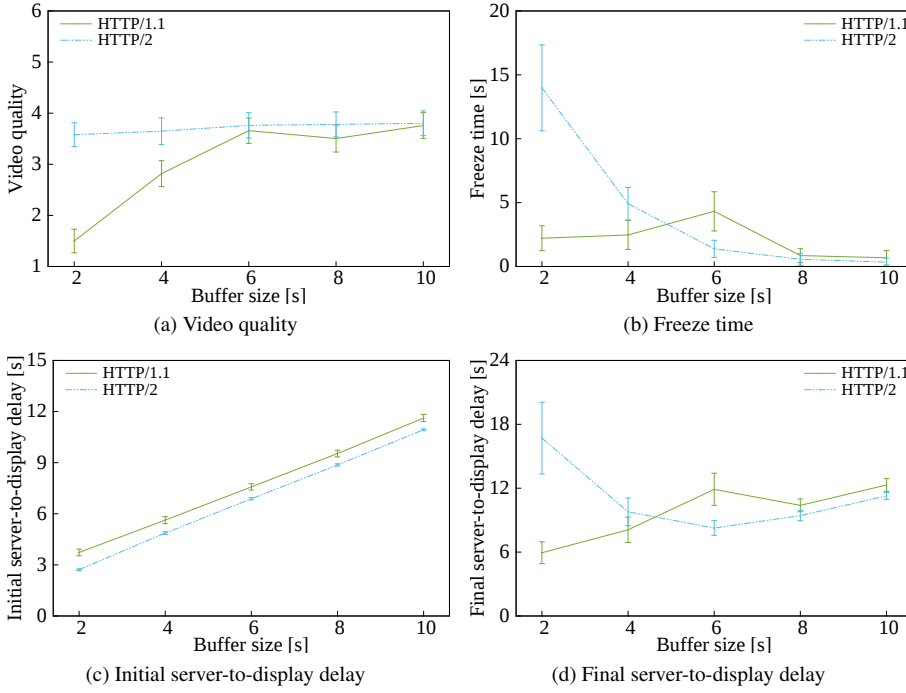 6
5
4
3
2
1
Video quality
HTTP/1.1
HTTP/2
2 4 6 8 10
Buffer size [s]
(a) Video quality
20
15
10
5
0
Freeze time [s]
HTTP/1.1
HTTP/2
2 4 6 8 10
Buffer size [s]
(b) Freeze time
15
12
9
6
3
0
Initial server-to-display delay [s]
HTTP/1.1
HTTP/2
2 4 6 8 10
Buffer size [s]
(c) Initial server-to-display delay
24
18
12
6
0
Final server-to-display delay [s]
HTTP/1.1
HTTP/2
2 4 6 8 10
Buffer size [s]
(d) Final server-to-display delay